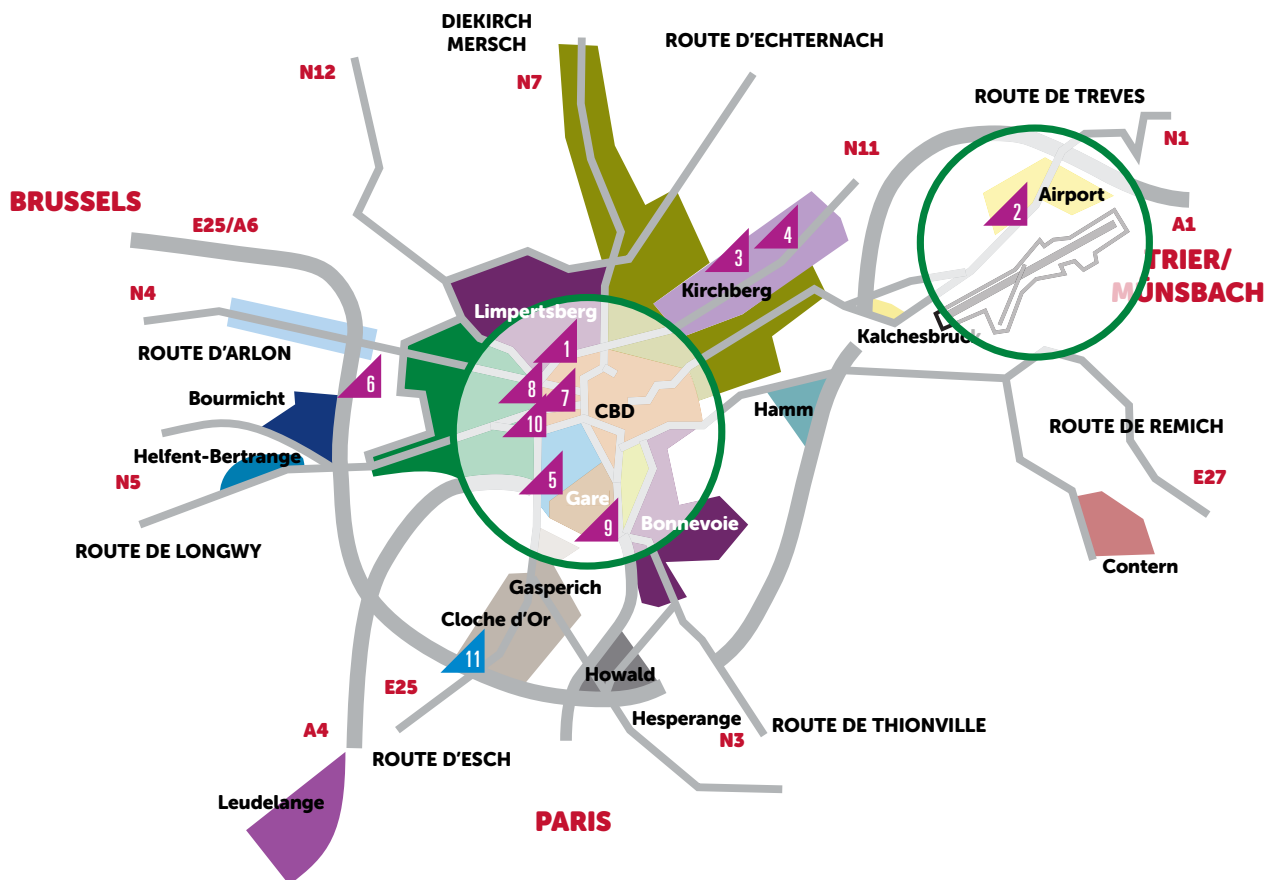 DIEKIRCH
MERSCH
ROUTE D'ECHTERNACH
N12
N7
ROUTE DE TREVES
N1
N11
BRUSSELS
E25/A6
Airport
2
A1
TRIER/
MÜNSBACH
4
3
Kirchberg
N4
Limpertsberg
Kalchesbruck
ROUTE D'ARLON
1
6
8
7
Bourmicht
CBD
Hamm
10
ROUTE DE REMICH
Helfent-Bertrange
N5
5
E27
Gare
9
Bonnevoie
ROUTE DE LONGWY
Contern
Gasperich
Cloche d'Or
11
Howald
E25
Hesperange
ROUTE DE THIONVILLE
N3
A4
ROUTE D'ESCH
Leudelange
PARIS